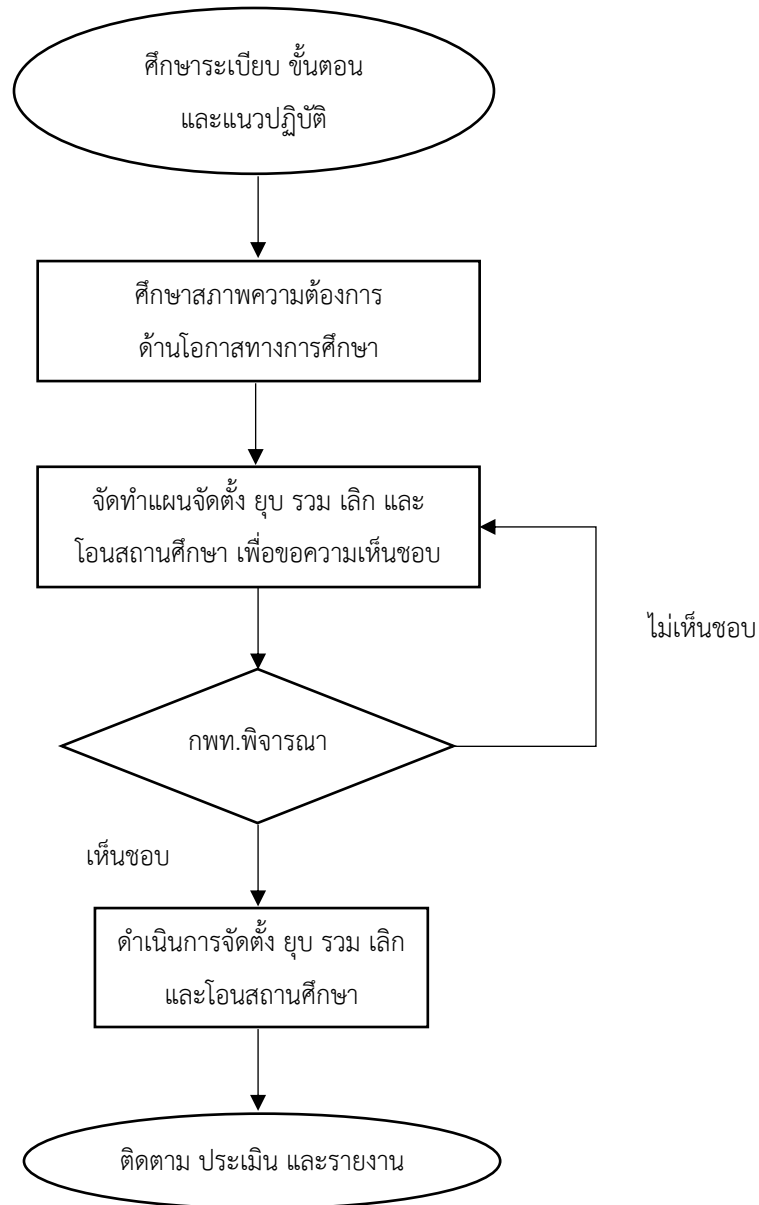 ศึกษาระเบียบ ขั้นตอน
และแนวปฏิบัติ
ศึกษาสภาพความต้องการ
ด้านโอกาสทางการศึกษา
จัดทำแผนจัดตั้ง ยุบ รวม เลิก และ
โอนสถานศึกษา เพื่อขอความเห็นชอบ
ไม่เห็นชอบ
กพท.พิจารณา
เห็นชอบ
ดำเนินการจัดตั้ง ยุบ รวม เลิก
และโอนสถานศึกษา
ติดตาม ประเมิน และรายงาน